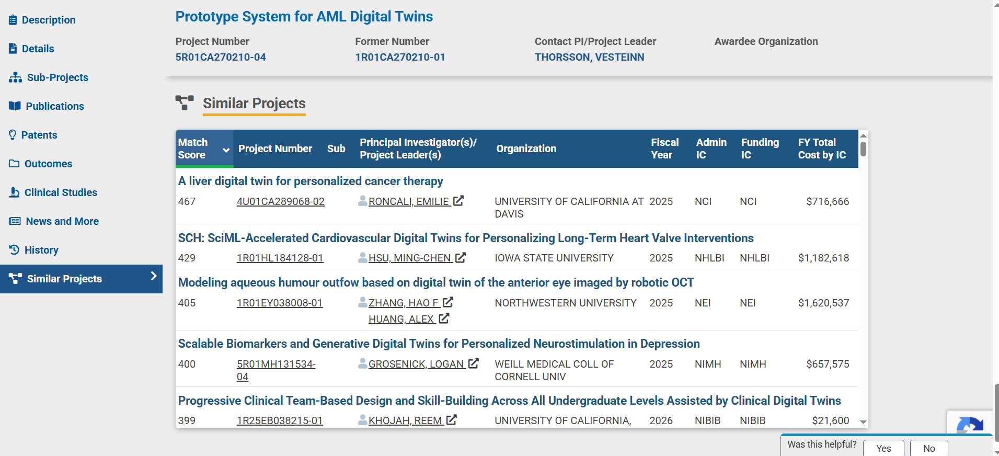 Description
Details
Sub-Projects
Publications
Patents
Outcomes
Clinical Studies
News and More
History
Similar Projects
Prototype System for AML Digital Twins
Project Number
5R01CA270210-04
Former Number
1R01CA270210-01
Contact PI/Project Leader
THORSSON, VESTEINN
Awardee Organization
Similar Projects
Match Score Project Number Sub Principal Investigator(s)/ Project Leader(s) Organization Fiscal Year Admin IC Funding IC FY Total Cost by IC
A liver digital twin for personalized cancer therapy
467 4U01CA289068-02 RONCALI, EMILIE UNIVERSITY OF CALIFORNIA AT 2025 NCI NCI $716,666
DAVIS
SCH: SciML-Accelerated Cardiovascular Digital Twins for Personalizing Long-Term Heart Valve Interventions
429 1R01HL184128-01 HSU, MING-CHEN IOWA STATE UNIVERSITY 2025 NHLBI NHLBI $1,182,618
Modeling aqueous humour outfow based on digital twin of the anterior eye imaged by robotic OCT
405 1R01EY038008-01 ZHANG, HAO F NORTHWESTERN UNIVERSITY 2025 NEI NEI $1,620,537
HUANG, ALEX
Scalable Biomarkers and Generative Digital Twins for Personalized Neurostimulation in Depression
400 5R01MH131534- GROSENICK, LOGAN WEILL MEDICAL COLL OF 2025 NIMH NIMH $657,575
04 CORNELL UNIV
Progressive Clinical Team-Based Design and Skill-Building Across All Undergraduate Levels Assisted by Clinical Digital Twins
399 1R25EB038215-01 KHOJAH, REEM UNIVERSITY OF CALIFORNIA, 2026 NIBIB NIBIB $21,600
Was this helpful? Yes No